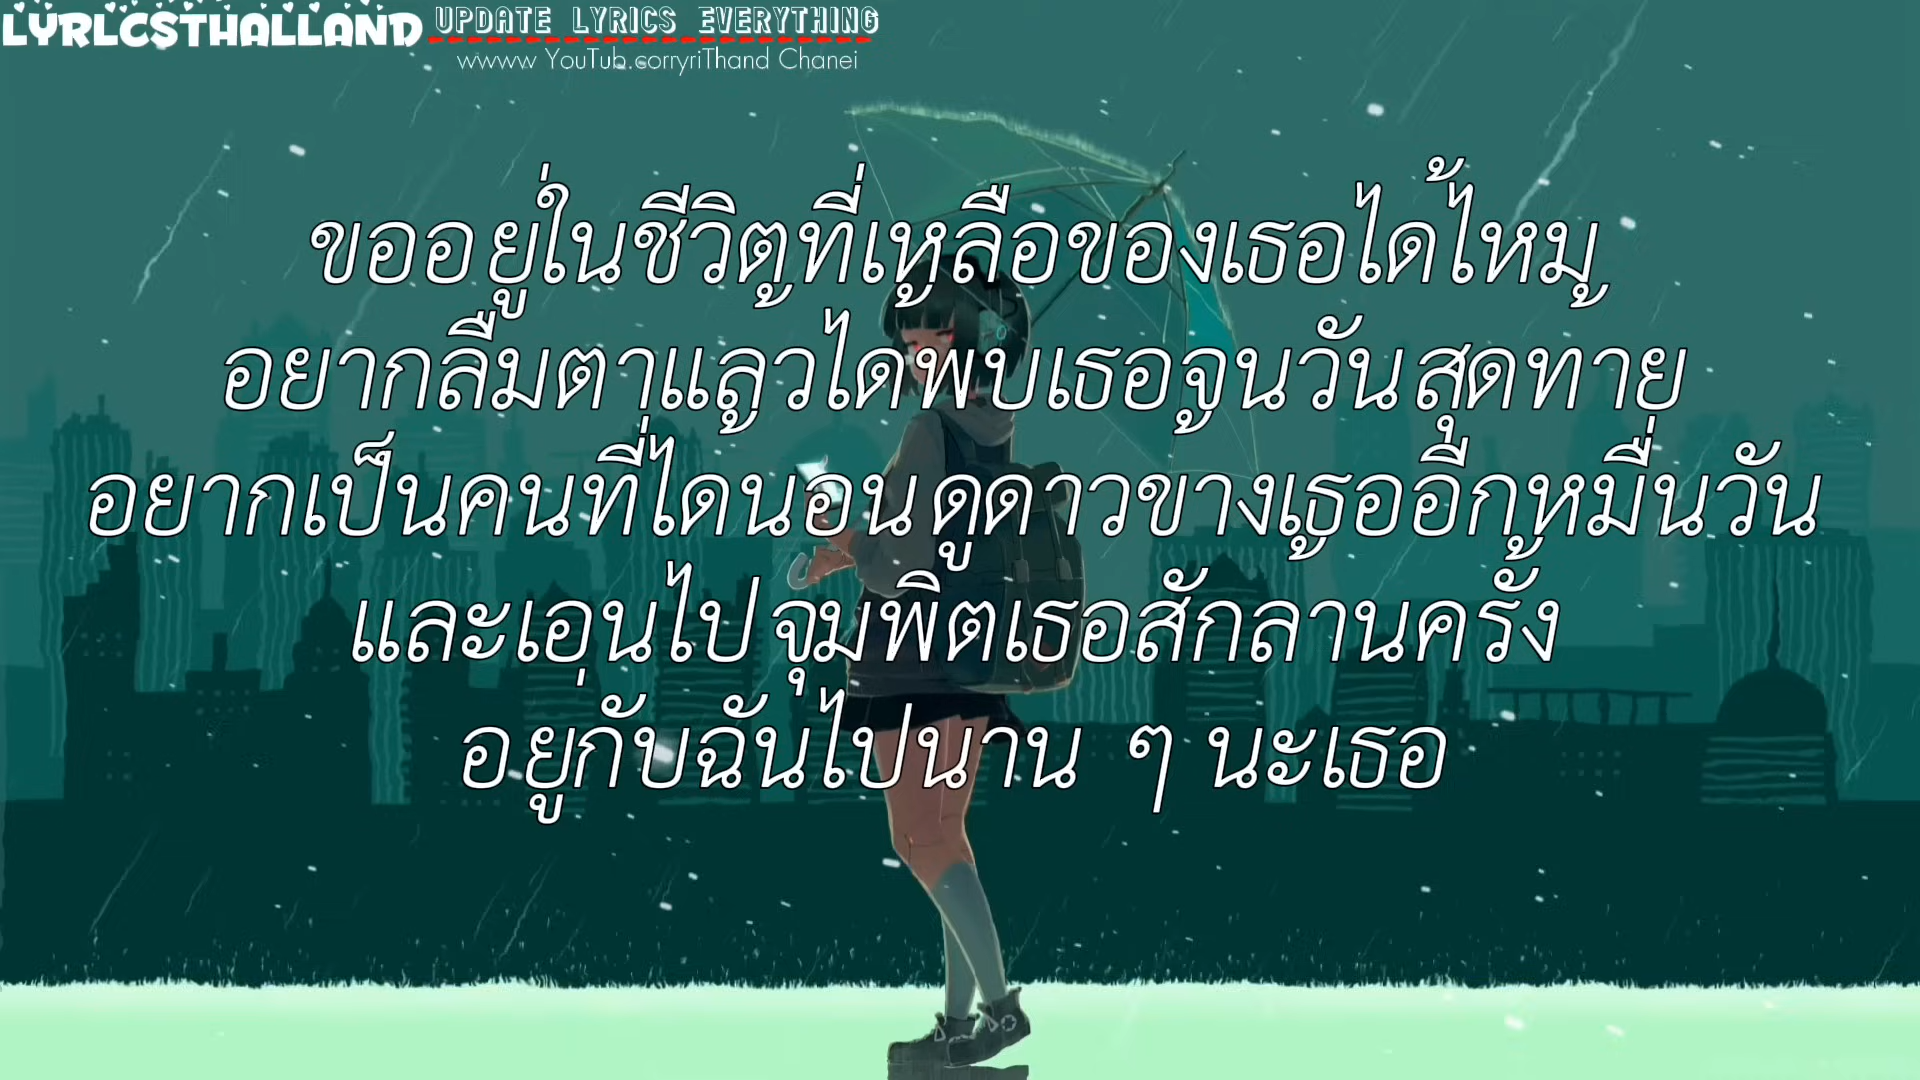 LYRLCSTHALLAND
UPDATE LYRICS EVERYTHING
wwww YouTub.corryriThand Chanei
ขออยู่ในชีวิตที่เหลือของเธอได้ไหม
อยากลืมตาแล้วได้พบเธอจนวันสุดท้าย
อยากเป็นคนที่ได้นอนดูดาวข้างเธออีกหมื่นวัน
และเอนไปจุมพิตเธอสักล้านครั้ง
อยู่กับฉันไปนาน ๆ นะเธอ